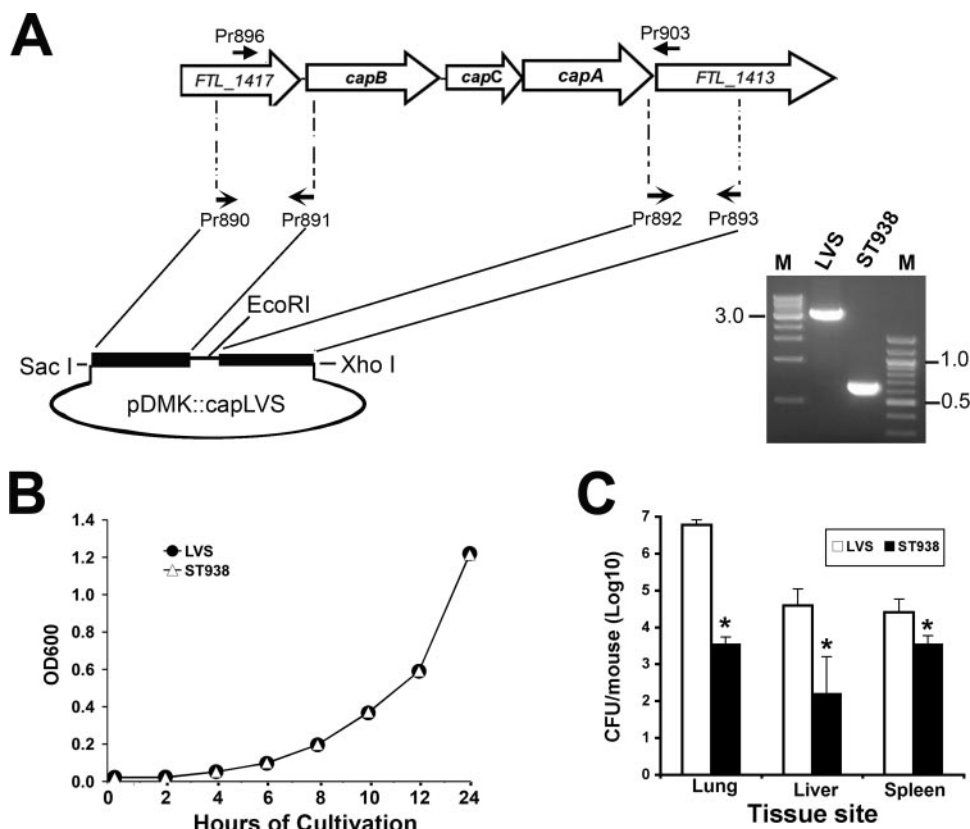 A
Pr896
Pr903
FTL_1417
capB
capC
capA
FTL_1413
Pr890
Pr891
Pr892
Pr893
EcoRI
Sac I
Xho I
pDMK::capLVS
M
LVS
ST938
M
3.0
1.0
0.5
B
1.4
1.2
1.0
0.8
0.6
0.4
0.2
0.0
OD600
LVS
ST938
0 2 4 6 8 10 12 24
Hours of Cultivation
C
7
6
5
4
3
2
1
0
CFU/mouse (Log10)
LVS ST938
* * *
Lung Liver Spleen
Tissue site